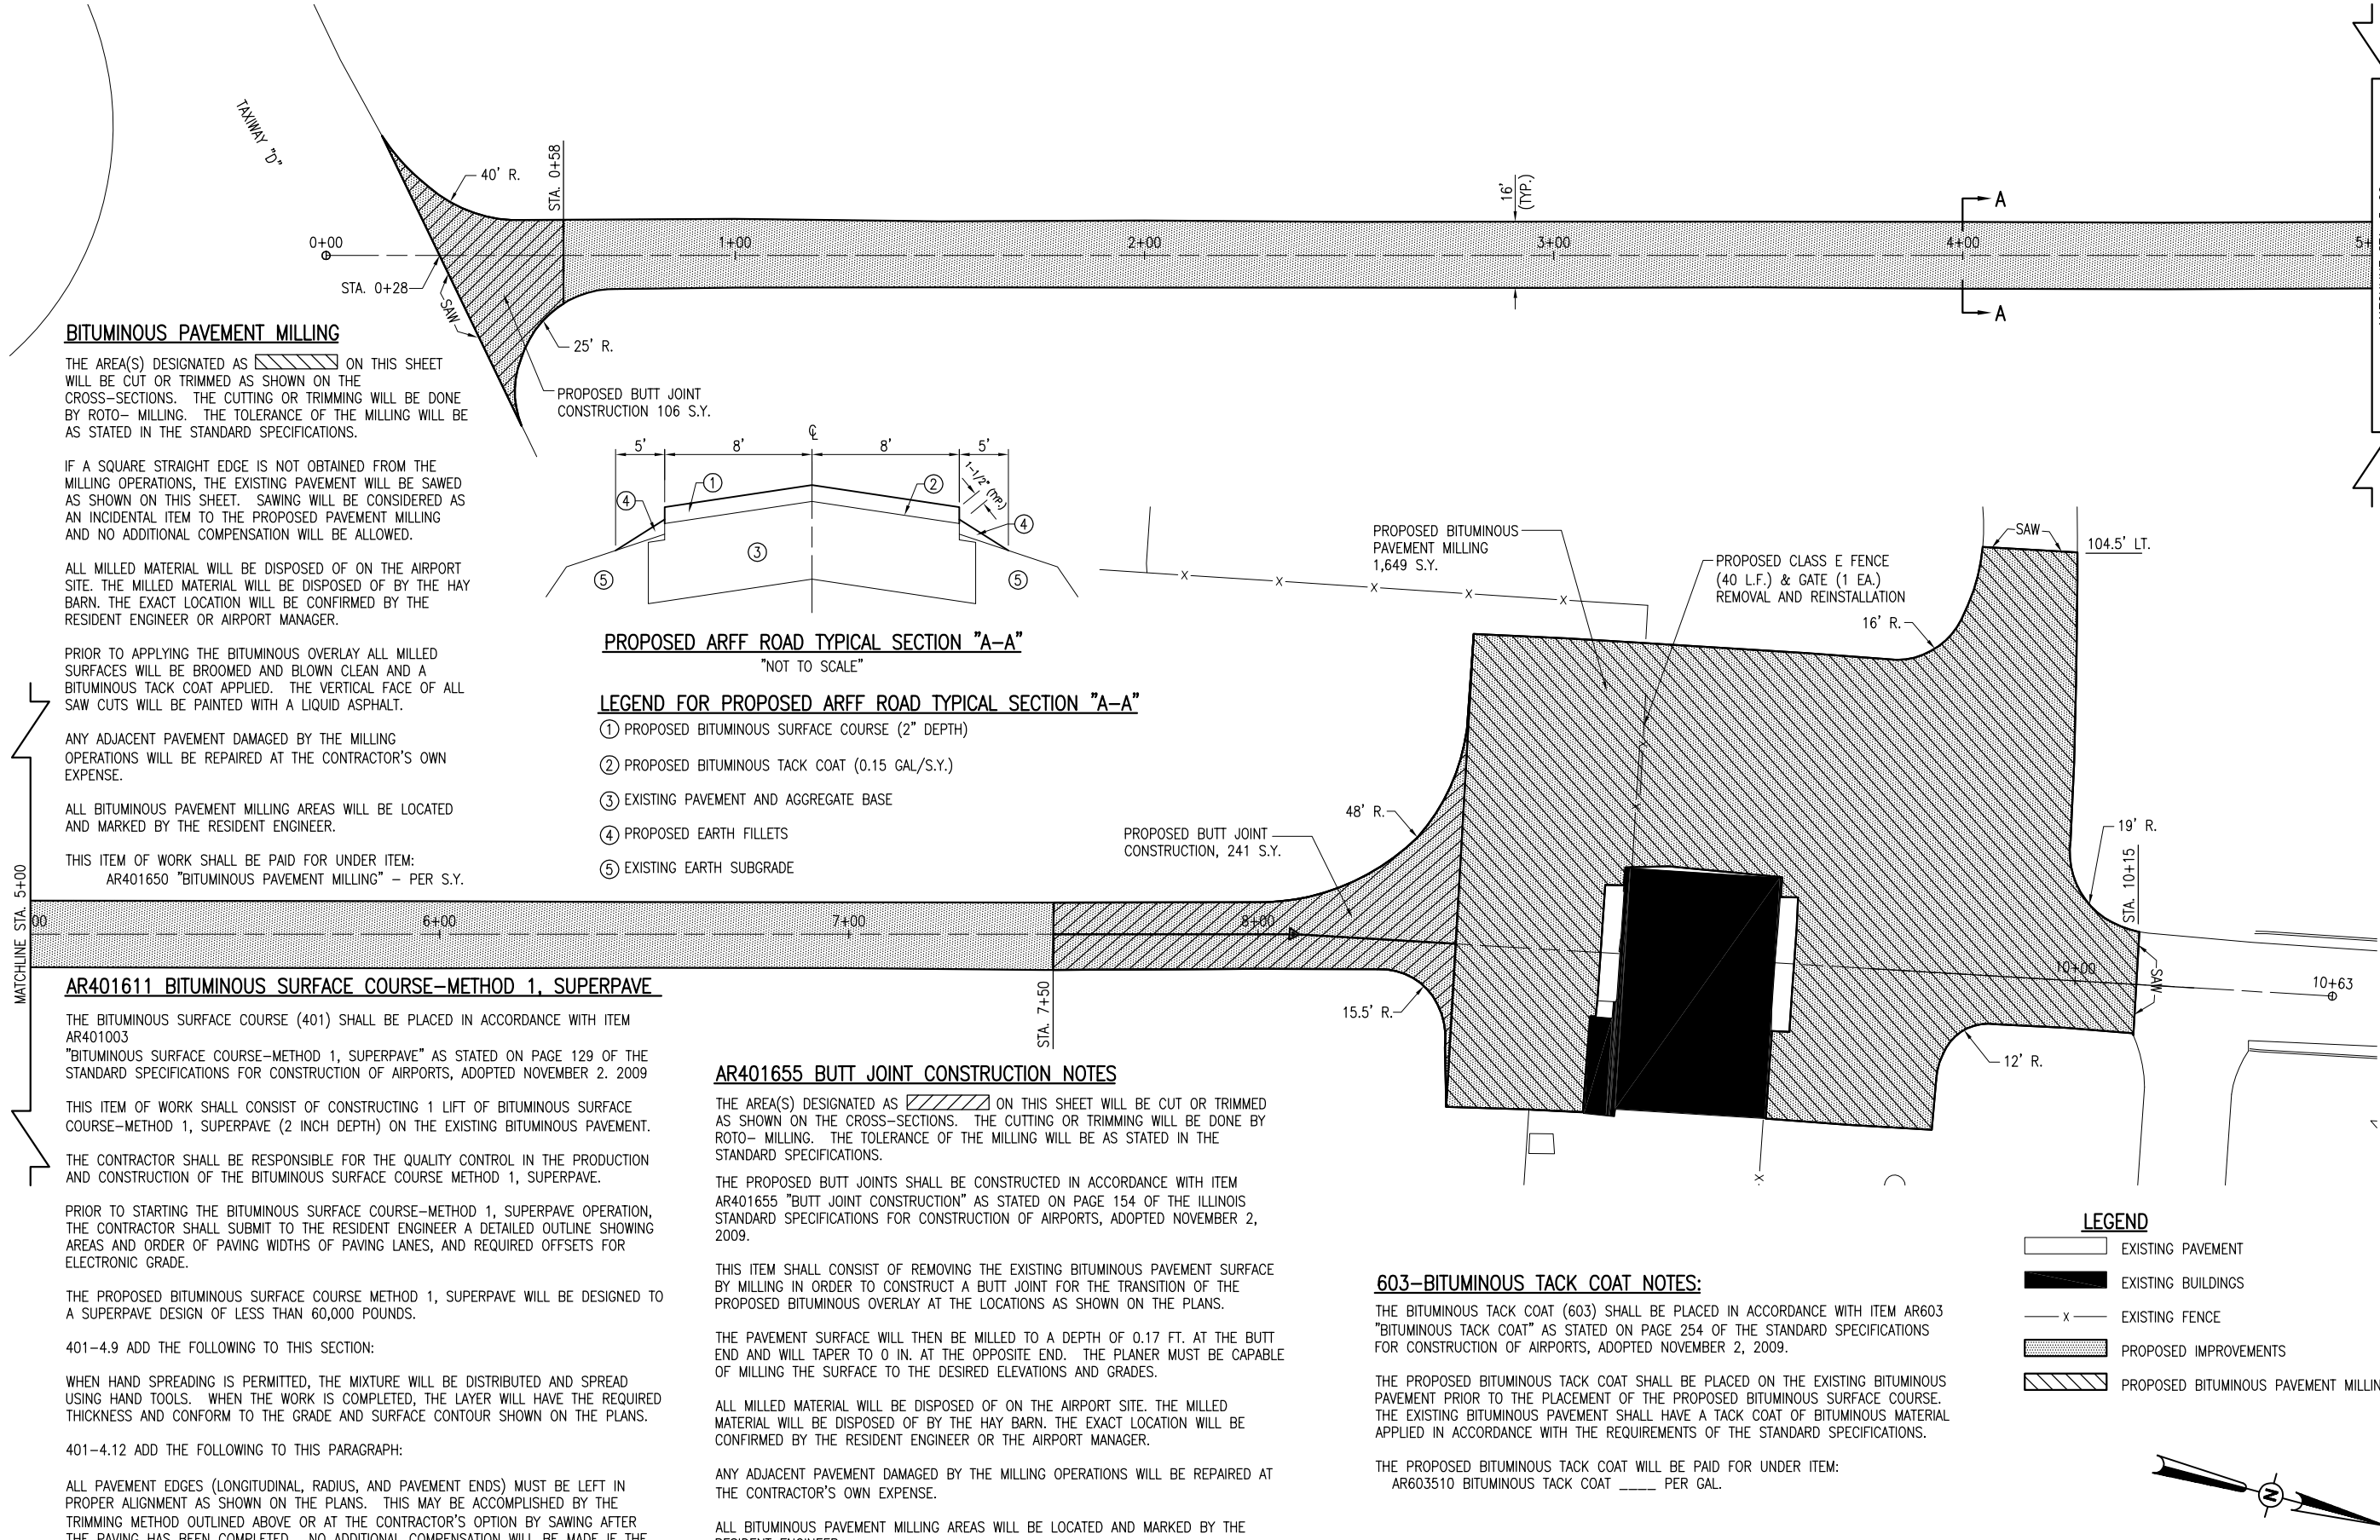 TAXIWAY "D"
40' R.
STA. 0+58
16'
(TYP.)
A
0+00
1+00
2+00
3+00
4+00
5+
STA. 0+28
SAW
A
25' R.
PROPOSED BUTT JOINT
CONSTRUCTION 106 S.Y.
BITUMINOUS PAVEMENT MILLING
THE AREA(S) DESIGNATED AS ON THIS SHEET
WILL BE CUT OR TRIMMED AS SHOWN ON THE
CROSS-SECTIONS. THE CUTTING OR TRIMMING WILL BE DONE
BY ROTO- MILLING. THE TOLERANCE OF THE MILLING WILL BE
AS STATED IN THE STANDARD SPECIFICATIONS.
IF A SQUARE STRAIGHT EDGE IS NOT OBTAINED FROM THE
MILLING OPERATIONS, THE EXISTING PAVEMENT WILL BE SAWED
AS SHOWN ON THIS SHEET. SAWING WILL BE CONSIDERED AS
AN INCIDENTAL ITEM TO THE PROPOSED PAVEMENT MILLING
AND NO ADDITIONAL COMPENSATION WILL BE ALLOWED.
ALL MILLED MATERIAL WILL BE DISPOSED OF ON THE AIRPORT
SITE. THE MILLED MATERIAL WILL BE DISPOSED OF BY THE HAY
BARN. THE EXACT LOCATION WILL BE CONFIRMED BY THE
RESIDENT ENGINEER OR AIRPORT MANAGER.
PRIOR TO APPLYING THE BITUMINOUS OVERLAY ALL MILLED
SURFACES WILL BE BROOMED AND BLOWN CLEAN AND A
BITUMINOUS TACK COAT APPLIED. THE VERTICAL FACE OF ALL
SAW CUTS WILL BE PAINTED WITH A LIQUID ASPHALT.
ANY ADJACENT PAVEMENT DAMAGED BY THE MILLING
OPERATIONS WILL BE REPAIRED AT THE CONTRACTOR'S OWN
EXPENSE.
ALL BITUMINOUS PAVEMENT MILLING AREAS WILL BE LOCATED
AND MARKED BY THE RESIDENT ENGINEER.
THIS ITEM OF WORK SHALL BE PAID FOR UNDER ITEM:
AR401650 "BITUMINOUS PAVEMENT MILLING" - PER S.Y.
℄
5' 8' 8' 5'
1-1/2" (TYP.)
1 2
4 4
3
5 5
PROPOSED ARFF ROAD TYPICAL SECTION "A-A"
"NOT TO SCALE"
LEGEND FOR PROPOSED ARFF ROAD TYPICAL SECTION "A-A"
1 PROPOSED BITUMINOUS SURFACE COURSE (2" DEPTH)
2 PROPOSED BITUMINOUS TACK COAT (0.15 GAL/S.Y.)
3 EXISTING PAVEMENT AND AGGREGATE BASE
4 PROPOSED EARTH FILLETS
5 EXISTING EARTH SUBGRADE
PROPOSED BITUMINOUS
PAVEMENT MILLING
1,649 S.Y.
PROPOSED CLASS E FENCE
(40 L.F.) & GATE (1 EA.)
REMOVAL AND REINSTALLATION
SAW
104.5' LT.
16' R.
48' R.
PROPOSED BUTT JOINT
CONSTRUCTION, 241 S.Y.
19' R.
STA. 10+15
MATCHLINE STA. 5+00
00
6+00
7+00
8+00
10+00
SAW
10+63
15.5' R.
STA. 7+50
12' R.
AR401611 BITUMINOUS SURFACE COURSE-METHOD 1, SUPERPAVE
THE BITUMINOUS SURFACE COURSE (401) SHALL BE PLACED IN ACCORDANCE WITH ITEM
AR401003
"BITUMINOUS SURFACE COURSE-METHOD 1, SUPERPAVE" AS STATED ON PAGE 129 OF THE
STANDARD SPECIFICATIONS FOR CONSTRUCTION OF AIRPORTS, ADOPTED NOVEMBER 2. 2009
THIS ITEM OF WORK SHALL CONSIST OF CONSTRUCTING 1 LIFT OF BITUMINOUS SURFACE
COURSE-METHOD 1, SUPERPAVE (2 INCH DEPTH) ON THE EXISTING BITUMINOUS PAVEMENT.
THE CONTRACTOR SHALL BE RESPONSIBLE FOR THE QUALITY CONTROL IN THE PRODUCTION
AND CONSTRUCTION OF THE BITUMINOUS SURFACE COURSE METHOD 1, SUPERPAVE.
PRIOR TO STARTING THE BITUMINOUS SURFACE COURSE-METHOD 1, SUPERPAVE OPERATION,
THE CONTRACTOR SHALL SUBMIT TO THE RESIDENT ENGINEER A DETAILED OUTLINE SHOWING
AREAS AND ORDER OF PAVING WIDTHS OF PAVING LANES, AND REQUIRED OFFSETS FOR
ELECTRONIC GRADE.
THE PROPOSED BITUMINOUS SURFACE COURSE METHOD 1, SUPERPAVE WILL BE DESIGNED TO
A SUPERPAVE DESIGN OF LESS THAN 60,000 POUNDS.
401-4.9 ADD THE FOLLOWING TO THIS SECTION:
WHEN HAND SPREADING IS PERMITTED, THE MIXTURE WILL BE DISTRIBUTED AND SPREAD
USING HAND TOOLS. WHEN THE WORK IS COMPLETED, THE LAYER WILL HAVE THE REQUIRED
THICKNESS AND CONFORM TO THE GRADE AND SURFACE CONTOUR SHOWN ON THE PLANS.
401-4.12 ADD THE FOLLOWING TO THIS PARAGRAPH:
ALL PAVEMENT EDGES (LONGITUDINAL, RADIUS, AND PAVEMENT ENDS) MUST BE LEFT IN
PROPER ALIGNMENT AS SHOWN ON THE PLANS. THIS MAY BE ACCOMPLISHED BY THE
TRIMMING METHOD OUTLINED ABOVE OR AT THE CONTRACTOR'S OPTION BY SAWING AFTER
THE PAVING HAS BEEN COMPLETED. NO ADDITIONAL COMPENSATION WILL BE MADE IF THE
AR401655 BUTT JOINT CONSTRUCTION NOTES
THE AREA(S) DESIGNATED AS ON THIS SHEET WILL BE CUT OR TRIMMED
AS SHOWN ON THE CROSS-SECTIONS. THE CUTTING OR TRIMMING WILL BE DONE BY
ROTO- MILLING. THE TOLERANCE OF THE MILLING WILL BE AS STATED IN THE
STANDARD SPECIFICATIONS.
THE PROPOSED BUTT JOINTS SHALL BE CONSTRUCTED IN ACCORDANCE WITH ITEM
AR401655 "BUTT JOINT CONSTRUCTION" AS STATED ON PAGE 154 OF THE ILLINOIS
STANDARD SPECIFICATIONS FOR CONSTRUCTION OF AIRPORTS, ADOPTED NOVEMBER 2,
2009.
THIS ITEM SHALL CONSIST OF REMOVING THE EXISTING BITUMINOUS PAVEMENT SURFACE
BY MILLING IN ORDER TO CONSTRUCT A BUTT JOINT FOR THE TRANSITION OF THE
PROPOSED BITUMINOUS OVERLAY AT THE LOCATIONS AS SHOWN ON THE PLANS.
THE PAVEMENT SURFACE WILL THEN BE MILLED TO A DEPTH OF 0.17 FT. AT THE BUTT
END AND WILL TAPER TO 0 IN. AT THE OPPOSITE END. THE PLANER MUST BE CAPABLE
OF MILLING THE SURFACE TO THE DESIRED ELEVATIONS AND GRADES.
ALL MILLED MATERIAL WILL BE DISPOSED OF ON THE AIRPORT SITE. THE MILLED
MATERIAL WILL BE DISPOSED OF BY THE HAY BARN. THE EXACT LOCATION WILL BE
CONFIRMED BY THE RESIDENT ENGINEER OR THE AIRPORT MANAGER.
ANY ADJACENT PAVEMENT DAMAGED BY THE MILLING OPERATIONS WILL BE REPAIRED AT
THE CONTRACTOR'S OWN EXPENSE.
ALL BITUMINOUS PAVEMENT MILLING AREAS WILL BE LOCATED AND MARKED BY THE
603-BITUMINOUS TACK COAT NOTES:
THE BITUMINOUS TACK COAT (603) SHALL BE PLACED IN ACCORDANCE WITH ITEM AR603
"BITUMINOUS TACK COAT" AS STATED ON PAGE 254 OF THE STANDARD SPECIFICATIONS
FOR CONSTRUCTION OF AIRPORTS, ADOPTED NOVEMBER 2, 2009.
THE PROPOSED BITUMINOUS TACK COAT SHALL BE PLACED ON THE EXISTING BITUMINOUS
PAVEMENT PRIOR TO THE PLACEMENT OF THE PROPOSED BITUMINOUS SURFACE COURSE.
THE EXISTING BITUMINOUS PAVEMENT SHALL HAVE A TACK COAT OF BITUMINOUS MATERIAL
APPLIED IN ACCORDANCE WITH THE REQUIREMENTS OF THE STANDARD SPECIFICATIONS.
THE PROPOSED BITUMINOUS TACK COAT WILL BE PAID FOR UNDER ITEM:
AR603510 BITUMINOUS TACK COAT ____ PER GAL.
LEGEND
EXISTING PAVEMENT
EXISTING BUILDINGS
x EXISTING FENCE
PROPOSED IMPROVEMENTS
PROPOSED BITUMINOUS PAVEMENT MILLIN
N